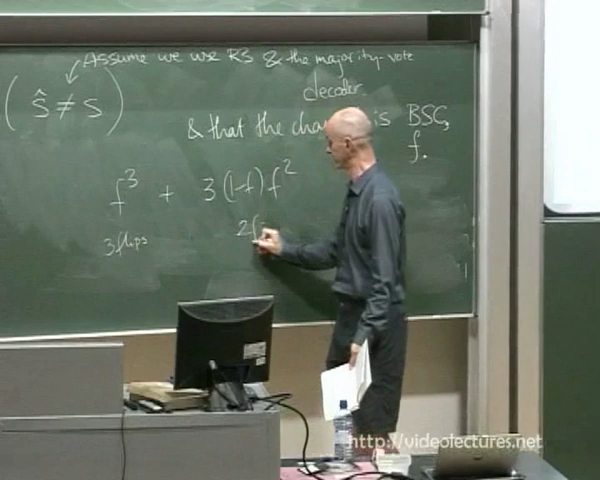 Assume we use R3 & the majority-vote
decoder.
(ŝ ≠ s)
& that the cha is BSC,
f.
f³ + 3(1-f)f²
3 flips
2f
http://videolectures.net